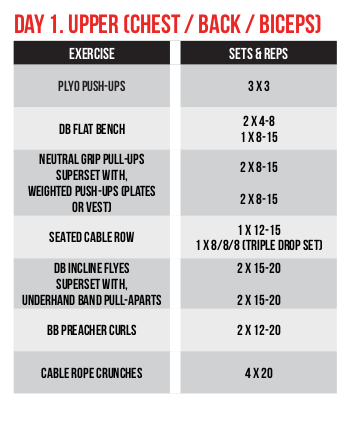 DAY 1. UPPER (CHEST / BACK / BICEPS)
EXERCISE
SETS & REPS
PLYO PUSH-UPS
3 X 3
DB FLAT BENCH
2 X 4-8
1 X 8-15
NEUTRAL GRIP PULL-UPS
SUPERSET WITH,
WEIGHTED PUSH-UPS (PLATES
OR VEST)
2 X 8-15
2 X 8-15
SEATED CABLE ROW
1 X 12-15
1 X 8/8/8 (TRIPLE DROP SET)
DB INCLINE FLYES
SUPERSET WITH,
UNDERHAND BAND PULL-APARTS
2 X 15-20
2 X 15-20
BB PREACHER CURLS
2 X 12-20
CABLE ROPE CRUNCHES
4 X 20